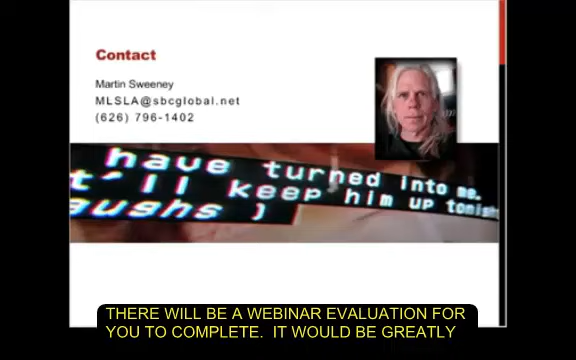 Contact
Martin Sweeney
MLSLA@sbcglobal.net
(626) 796-1402
have turned into me.
t'll keep him up tonish
aughs )
THERE WILL BE A WEBINAR EVALUATION FOR
YOU TO COMPLETE. IT WOULD BE GREATLY